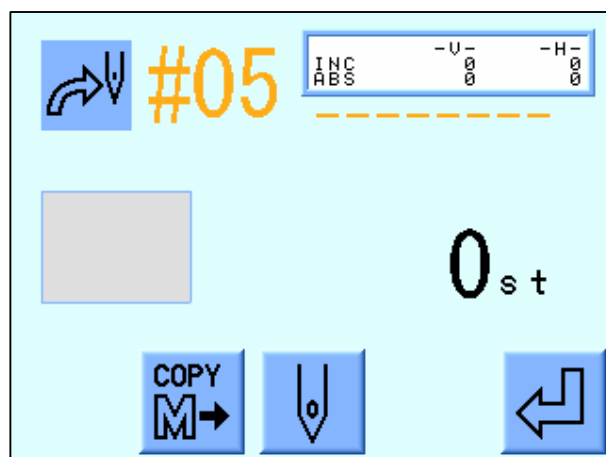 #05
-V- -H-
INC 0 0
ABS 0 0
_ _ _ _ _ _ _ _ _
0st
COPY
M